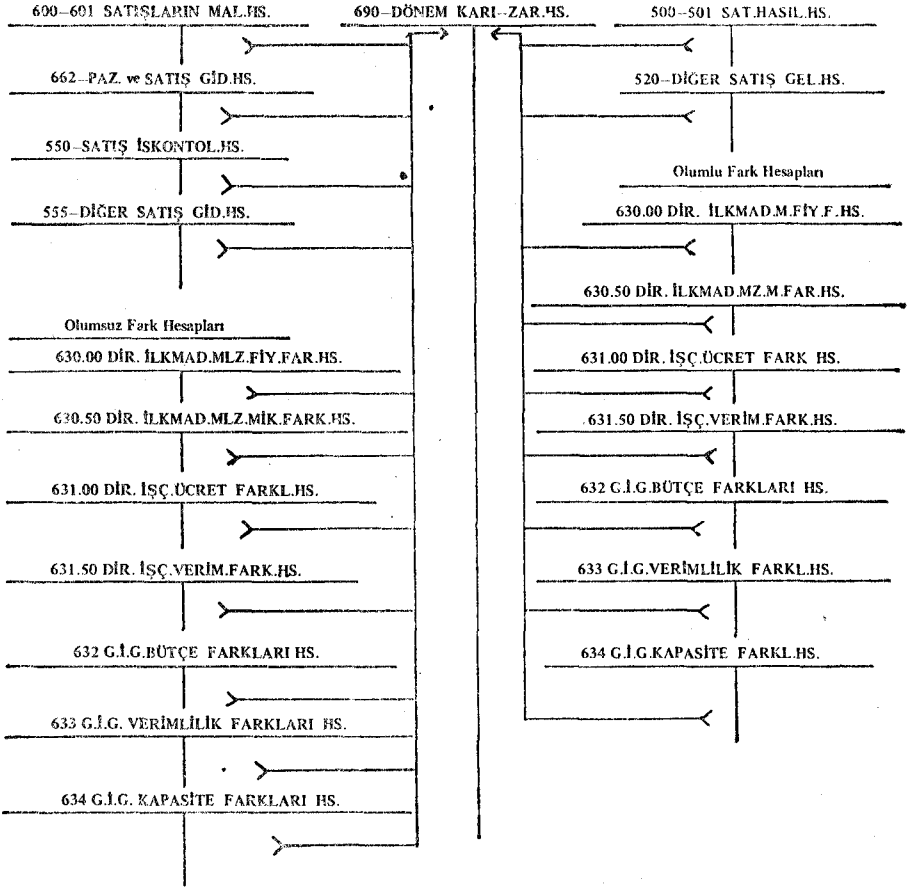 600–601 SATIŞLARIN MAL.HS.
690–DÖNEM KARI--ZAR.HS.
500–501 SAT.HASIL.HS.
662–PAZ. ve SATIŞ GİD.HS.
520–DİĞER SATIŞ GEL.HS.
550–SATIŞ İSKONTOL.HS.
Olumlu Fark Hesapları
555–DİĞER SATIŞ GİD.HS.
630.00 DİR. İLKMAD.M.FİY.F.HS.
630.50 DİR. İLKMAD.MZ.M.FAR.HS.
Olumsuz Fark Hesapları
630.00 DİR. İLKMAD.MLZ.FİY.FAR.HS.
631.00 DİR. İŞÇ.ÜCRET FARK HS.
630.50 DİR. İLKMAD.MLZ.MİK.FARK.HS.
631.50 DİR. İŞÇ.VERİM.FARK.HS.
631.00 DİR. İŞÇ.ÜCRET FARKL.HS.
632 G.İ.G.BÜTÇE FARKLARI HS.
631.50 DİR. İŞÇ.VERİM.FARK.HS.
633 G.İ.G.VERİMLİLİK FARKL.HS.
632 G.İ.G.BÜTÇE FARKLARI HS.
634 G.İ.G.KAPASİTE FARKL.HS.
633 G.İ.G. VERİMLİLİK FARKLARI HS.
634 G.İ.G. KAPASİTE FARKLARI HS.